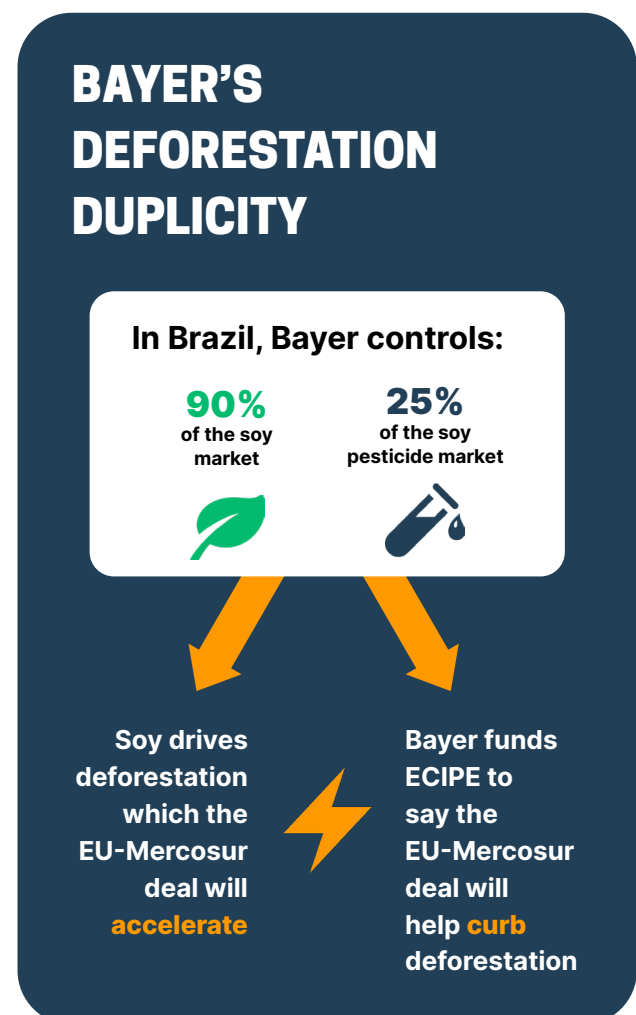 BAYER’S
DEFORESTATION
DUPLICITY
In Brazil, Bayer controls:
90%
of the soy
market
25%
of the soy
pesticide market
Soy drives
deforestation
which the
EU-Mercosur
deal will
accelerate
Bayer funds
ECIPE to
say the
EU-Mercosur
deal will
help curb
deforestation